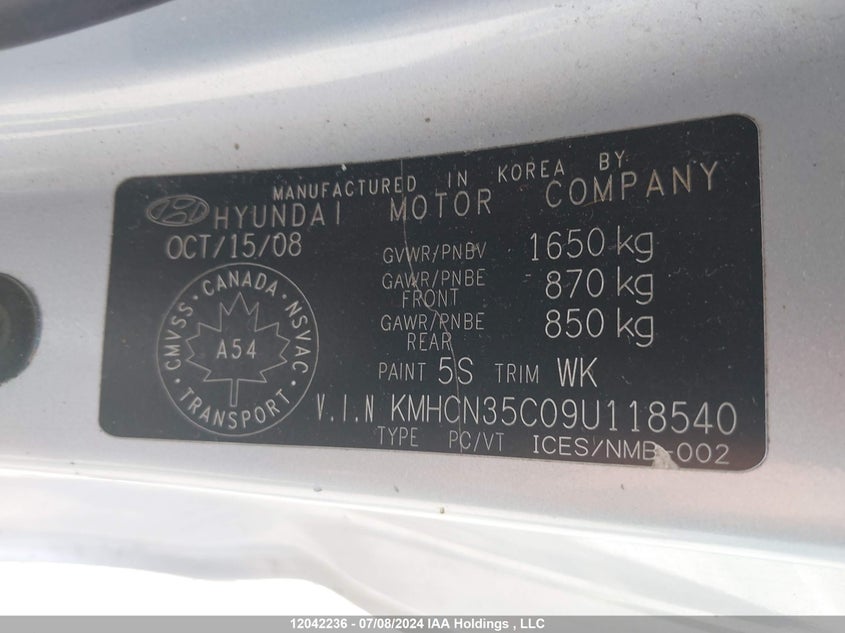 MANUFACTURED IN KOREA BY
HYUNDAI MOTOR COMPANY
OCT/15/08
GVWR/PNBV 1650 kg
GAWR/PNBE FRONT 870 kg
GAWR/PNBE REAR 850 kg
CMVSS · CANADA · NSVAC
A54
· TRANSPORT ·
PAINT 5S TRIM WK
V.I.N KMHCN35C09U118540
TYPE PC/VT ICES/NMB-002
12042236 - 07/08/2024 IAA Holdings , LLC